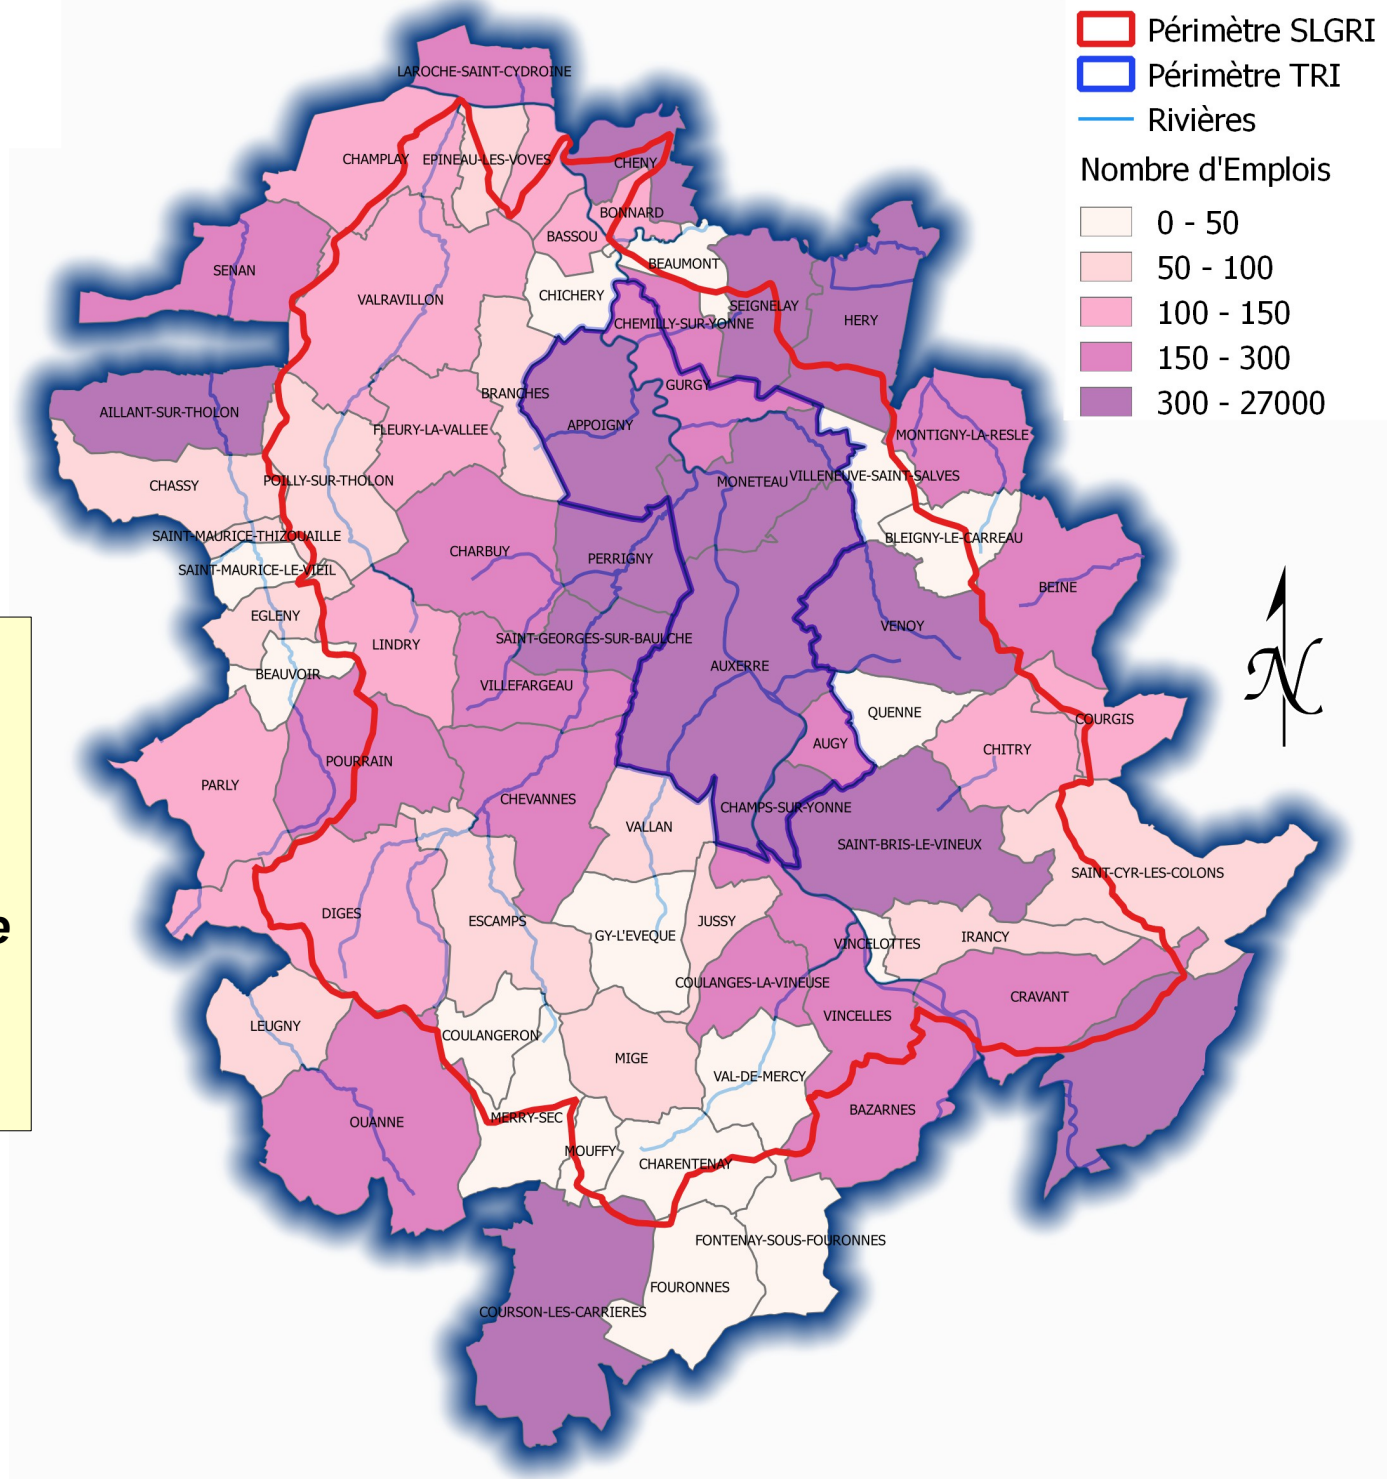 Périmètre SLGRI
Périmètre TRI
Rivières
Nombre d'Emplois
0 - 50
50 - 100
100 - 150
150 - 300
300 - 27000
N
e
LAROCHE-SAINT-CYDROINE
CHAMPLAY
EPINEAU-LES-VOVES
CHENY
BONNARD
BASSOU
BEAUMONT
SENAN
VALRAVILLON
CHICHERY
SEIGNELAY
CHEMILLY-SUR-YONNE
HERY
GURGY
BRANCHES
AILLANT-SUR-THOLON
APPOIGNY
FLEURY-LA-VALLEE
MONTIGNY-LA-RESLE
VILLENEUVE-SAINT-SALVES
MONETEAU
POILLY-SUR-THOLON
CHASSY
SAINT-MAURICE-THIZOUAILLE
BLEIGNY-LE-CARREAU
CHARBUY
PERRIGNY
SAINT-MAURICE-LE-VIEIL
BEINE
EGLENY
VENOY
LINDRY
SAINT-GEORGES-SUR-BAULCHE
AUXERRE
BEAUVOIR
VILLEFARGEAU
QUENNE
COURGIS
AUGY
CHITRY
POURRAIN
PARLY
CHEVANNES
CHAMPS-SUR-YONNE
VALLAN
SAINT-BRIS-LE-VINEUX
SAINT-CYR-LES-COLONS
DIGES
ESCAMPS
JUSSY
GY-L'EVEQUE
IRANCY
VINCELOTTES
COULANGES-LA-VINEUSE
CRAVANT
VINCELLES
LEUGNY
COULANGERON
MIGE
VAL-DE-MERCY
BAZARNES
MERRY-SEC
OUANNE
MOUFFY
CHARENTENAY
FONTENAY-SOUS-FOURONNES
FOURONNES
COURSON-LES-CARRIERES